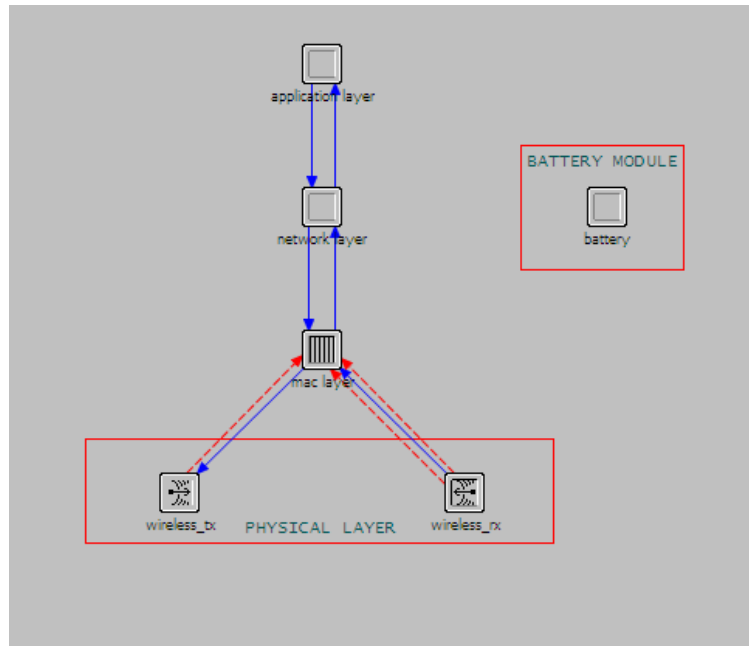 application layer
BATTERY MODULE
network layer
battery
mac layer
wireless_tx
PHYSICAL LAYER
wireless_rx